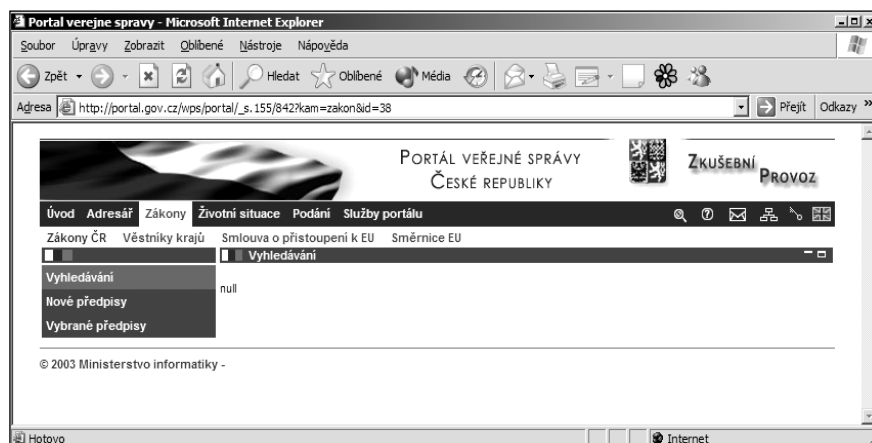 Portal verejne spravy - Microsoft Internet Explorer
Soubor Úpravy Zobrazit Oblíbené Nástroje Nápověda
Zpět Hledat Oblíbené Média
Adresa http://portal.gov.cz/wps/portal/_s.155/842?kam=zakon&id=38 Přejít Odkazy »
PORTÁL VEŘEJNÉ SPRÁVY
ČESKÉ REPUBLIKY
ZKUŠEBNÍ
PROVOZ
Úvod Adresář Zákony Životní situace Podání Služby portálu
Zákony ČR Věstníky krajů Smlouva o přistoupení k EU Směrnice EU
Vyhledávání
Vyhledávání
null
Nové předpisy
Vybrané předpisy
© 2003 Ministerstvo informatiky -
Hotovo Internet